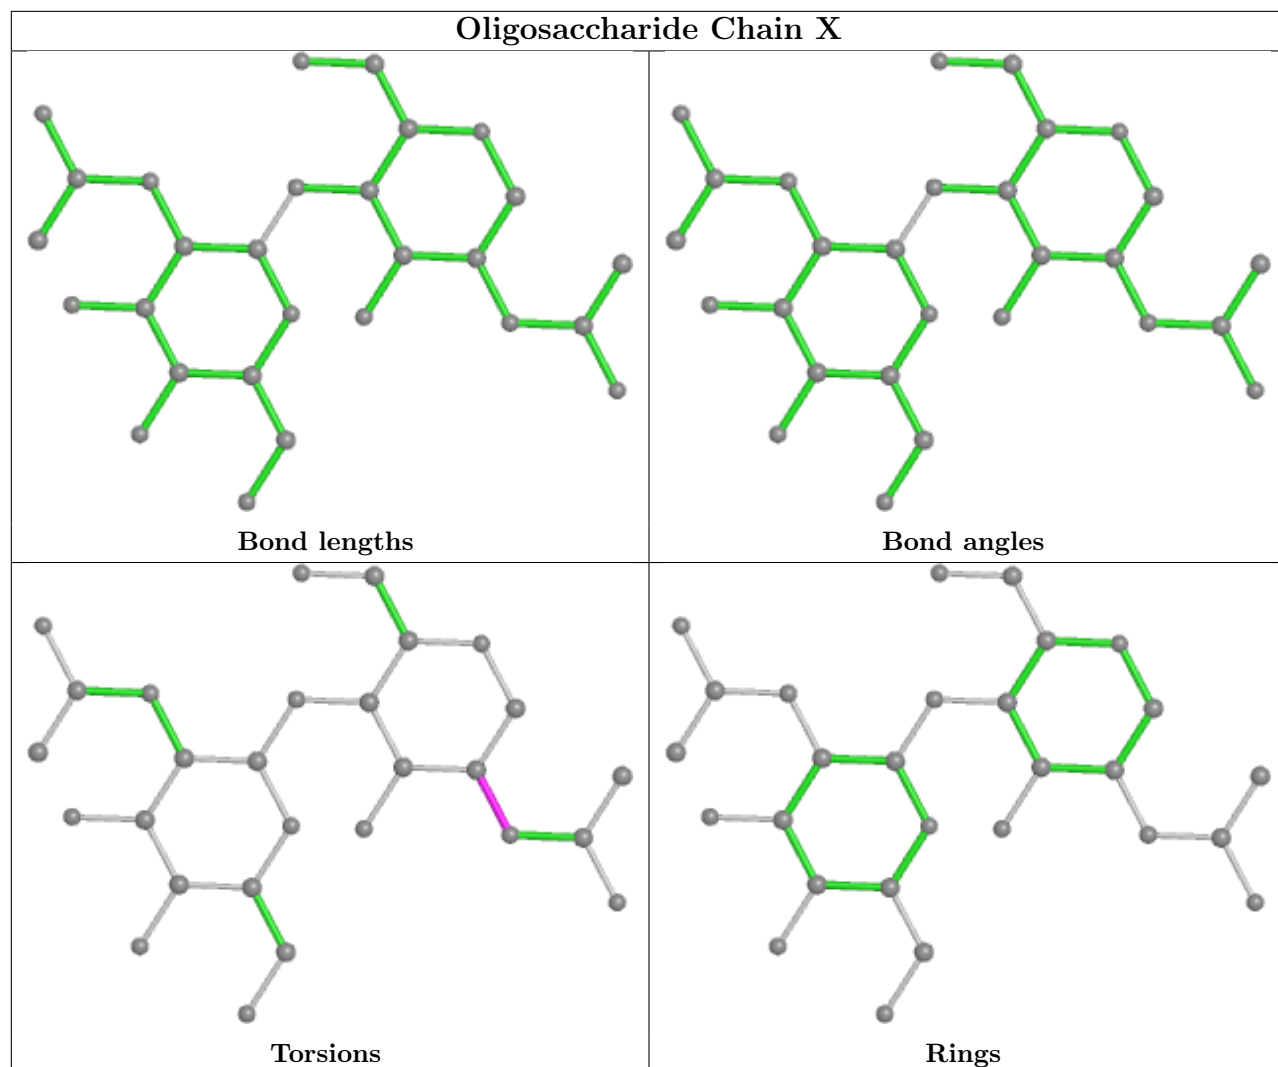 Oligosaccharide Chain X
Bond lengths
Bond angles
Torsions
Rings